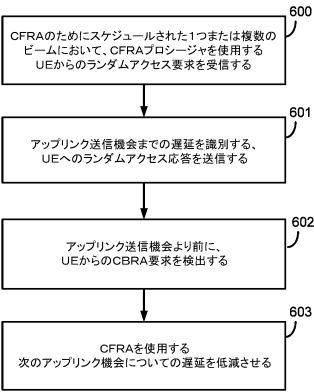 600
CFRAのためにスケジュールされた1つまたは複数の
ビームにおいて、CFRAプロシージャを使用する
UEからのランダムアクセス要求を受信する
601
アップリンク送信機会までの遅延を識別する、
UEへのランダムアクセス応答を送信する
602
アップリンク送信機会より前に、
UEからのCBRA要求を検出する
603
CFRAを使用する
次のアップリンク機会についての遅延を低減させる